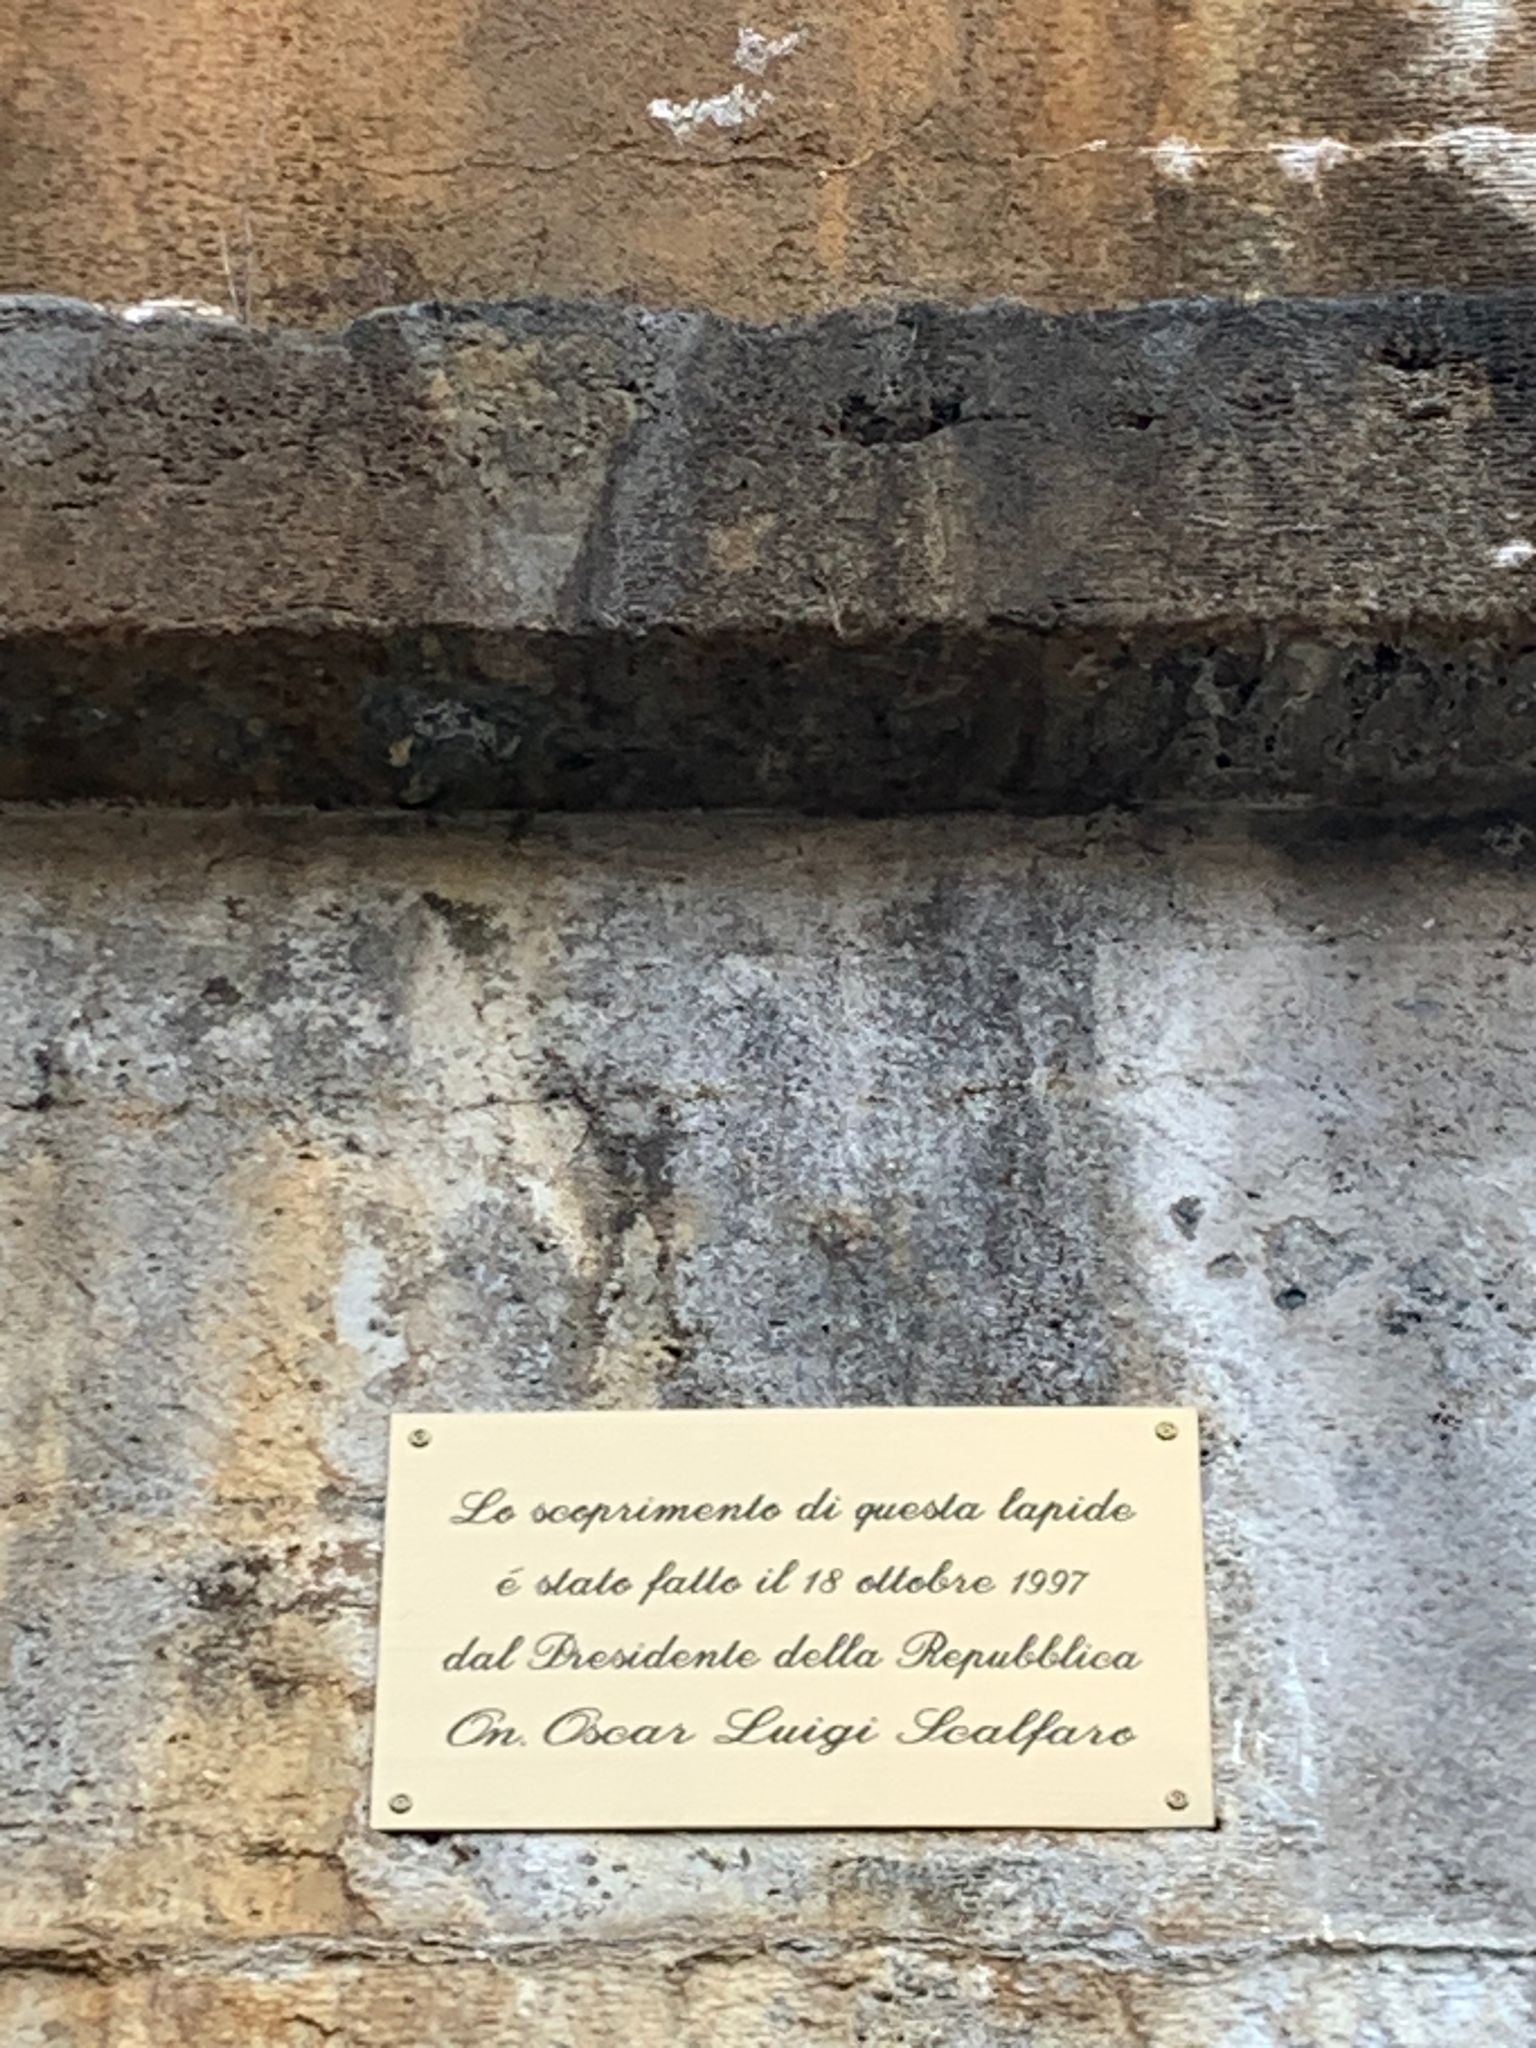 Lo scoprimento di questa lapide
é stato fatto il 18 ottobre 1997
dal Presidente della Repubblica
On. Oscar Luigi Scalfaro